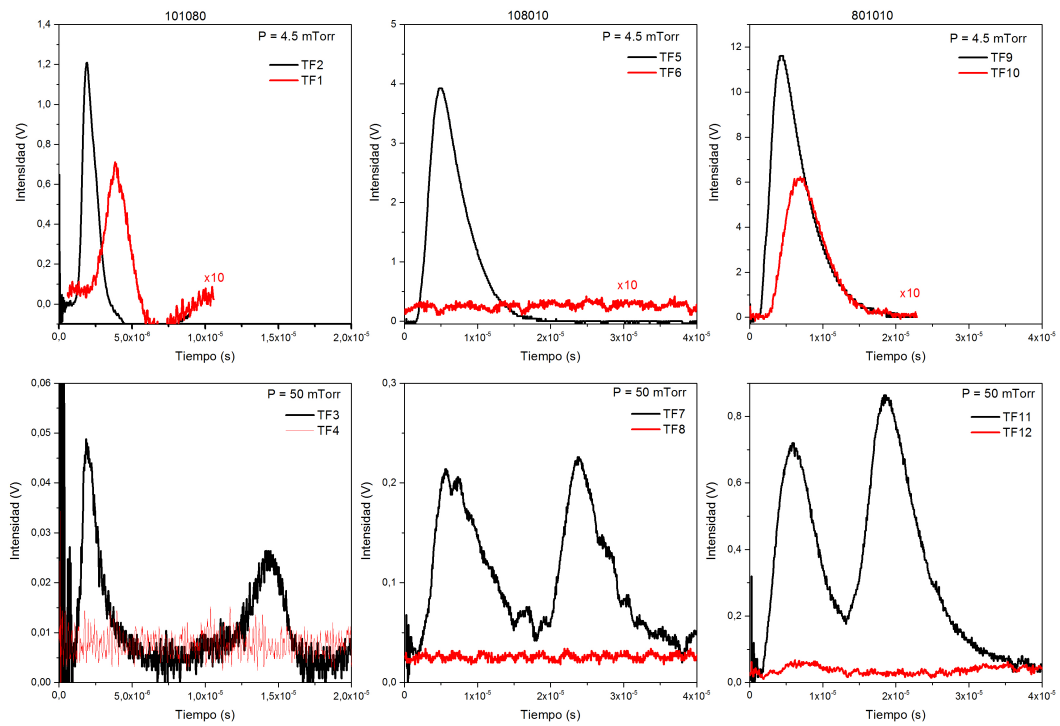 101080
P = 4.5 mTorr
TF2
TF1
x10
Intensidad (V)
1,4
1,2
1,0
0,8
0,6
0,4
0,2
0,0
0,0 5,0x10⁻⁶ 1,0x10⁻⁵ 1,5x10⁻⁵ 2,0x10⁻⁵
Tiempo (s)
108010
P = 4.5 mTorr
TF5
TF6
x10
Intensidad (V)
5
4
3
2
1
0
0 1x10⁻⁵ 2x10⁻⁵ 3x10⁻⁵ 4x10⁻⁵
Tiempo (s)
801010
P = 4.5 mTorr
TF9
TF10
x10
Intensidad (V)
12
10
8
6
4
2
0
0 1x10⁻⁵ 2x10⁻⁵ 3x10⁻⁵ 4x10⁻⁵
Tiempo (s)
P = 50 mTorr
TF3
TF4
Intensidad (V)
0,06
0,05
0,04
0,03
0,02
0,01
0,00
0,0 5,0x10⁻⁶ 1,0x10⁻⁵ 1,5x10⁻⁵ 2,0x10⁻⁵
Tiempo (s)
P = 50 mTorr
TF7
TF8
Intensidad (V)
0,3
0,2
0,1
0,0
0 1x10⁻⁵ 2x10⁻⁵ 3x10⁻⁵ 4x10⁻⁵
Tiempo (s)
P = 50 mTorr
TF11
TF12
Intensidad (V)
0,8
0,6
0,4
0,2
0,0
0 1x10⁻⁵ 2x10⁻⁵ 3x10⁻⁵ 4x10⁻⁵
Tiempo (s)